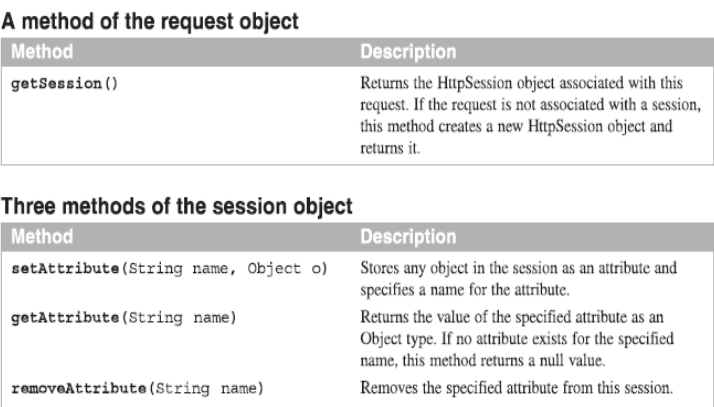 A method of the request object
Method Description
getSession() Returns the HttpSession object associated with this
request. If the request is not associated with a session,
this method creates a new HttpSession object and
returns it.
Three methods of the session object
Method Description
setAttribute(String name, Object o) Stores any object in the session as an attribute and
specifies a name for the attribute.
getAttribute(String name) Returns the value of the specified attribute as an
Object type. If no attribute exists for the specified
name, this method returns a null value.
removeAttribute(String name) Removes the specified attribute from this session.